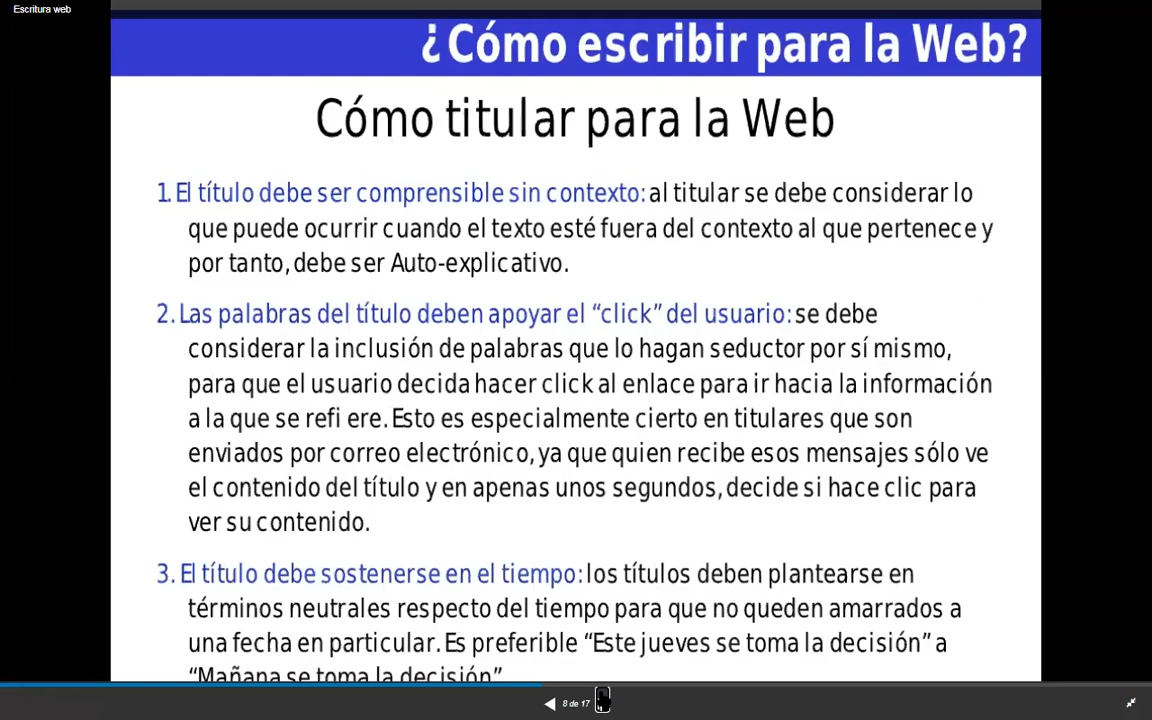 Escritura web
¿Cómo escribir para la Web?
Cómo titular para la Web
1. El título debe ser comprensible sin contexto: al titular se debe considerar lo
que puede ocurrir cuando el texto esté fuera del contexto al que pertenece y
por tanto, debe ser Auto-explicativo.
2. Las palabras del título deben apoyar el “click” del usuario: se debe
considerar la inclusión de palabras que lo hagan seductor por sí mismo,
para que el usuario decida hacer click al enlace para ir hacia la información
a la que se refi ere. Esto es especialmente cierto en titulares que son
enviados por correo electrónico, ya que quien recibe esos mensajes sólo ve
el contenido del título y en apenas unos segundos, decide si hace clic para
ver su contenido.
3. El título debe sostenerse en el tiempo: los títulos deben plantearse en
términos neutrales respecto del tiempo para que no queden amarrados a
una fecha en particular. Es preferible “Este jueves se toma la decisión” a
“Mañana se toma la decisión”
8 de 17